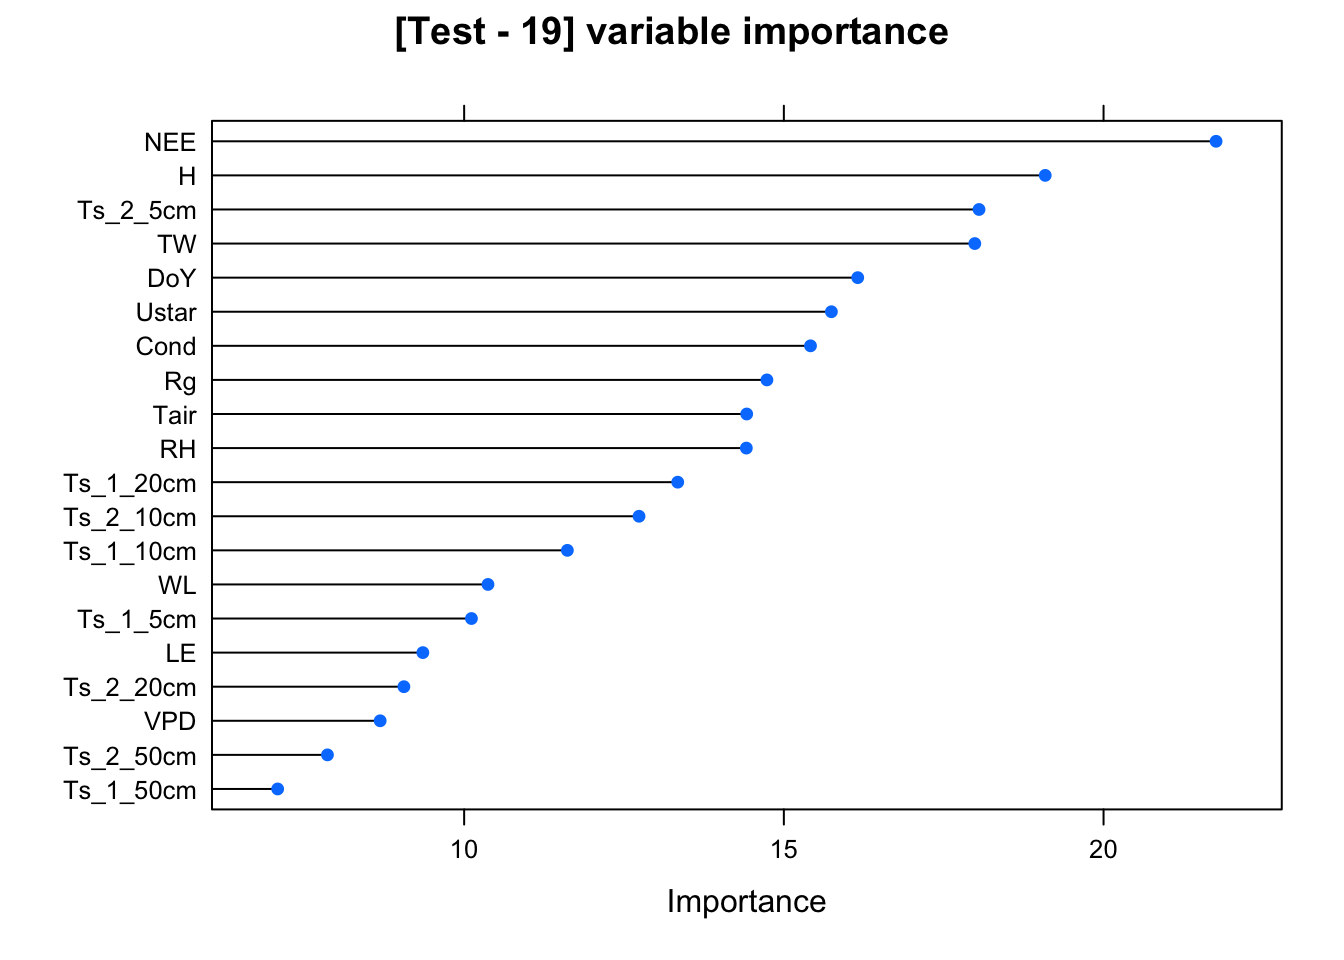 [Test - 19] variable importance
NEE
H
Ts_2_5cm
TW
DoY
Ustar
Cond
Rg
Tair
RH
Ts_1_20cm
Ts_2_10cm
Ts_1_10cm
WL
Ts_1_5cm
LE
Ts_2_20cm
VPD
Ts_2_50cm
Ts_1_50cm
10 15 20
Importance